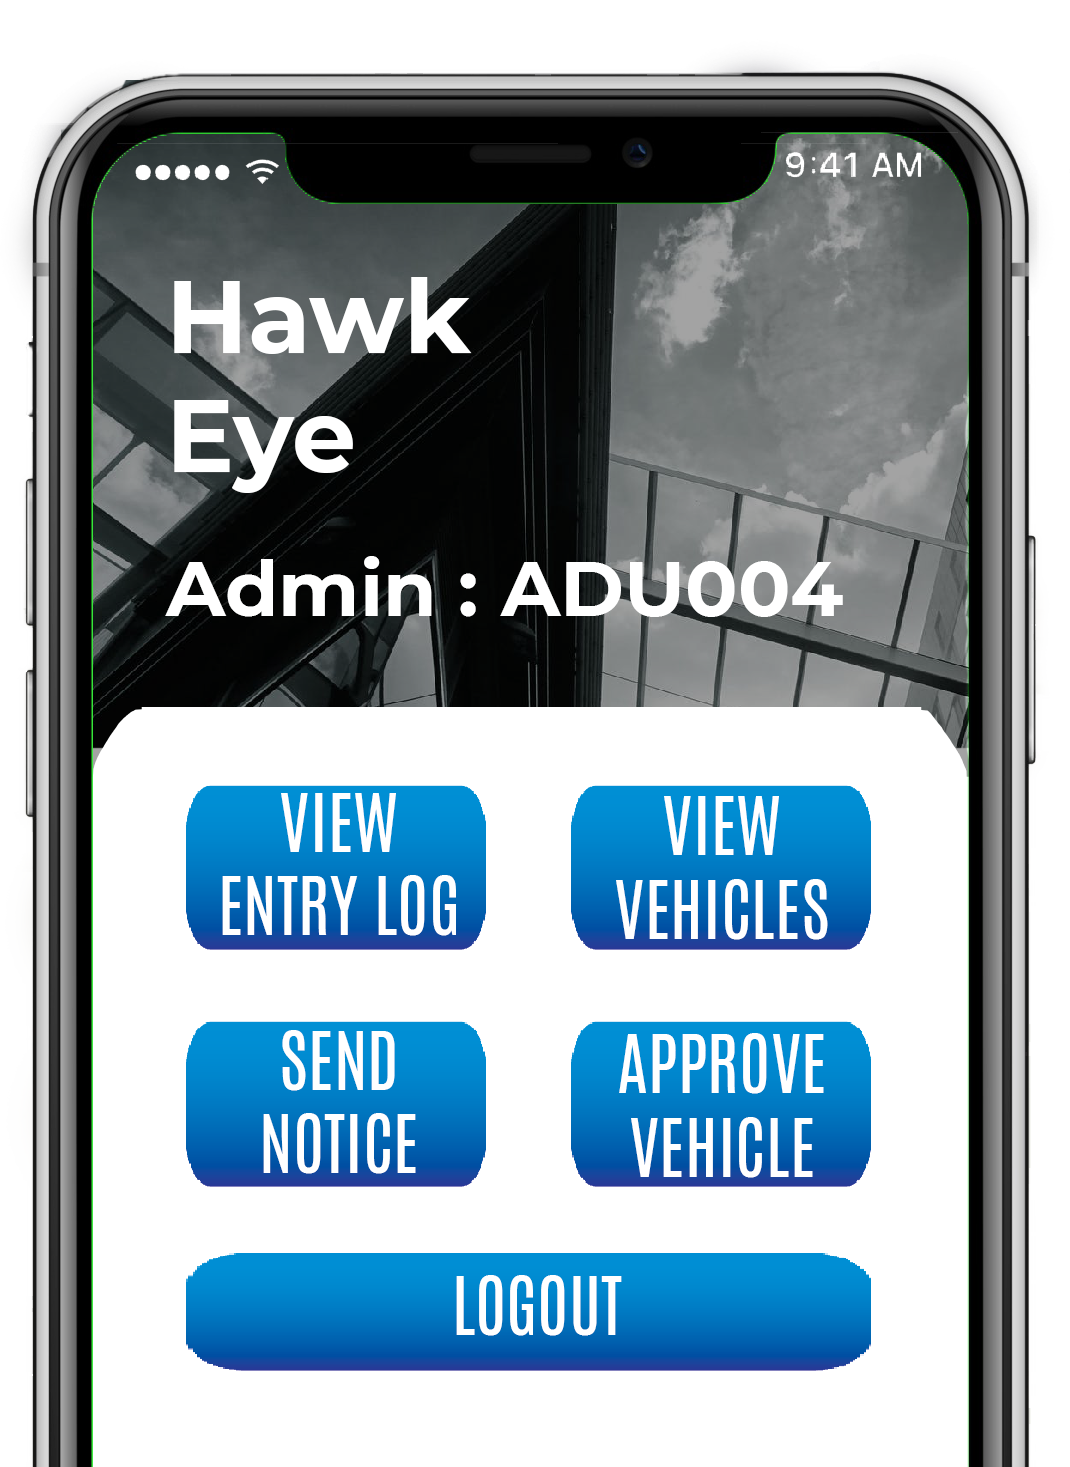 9:41 AM
Hawk
Eye
Admin : ADU004
VIEW
ENTRY LOG
VIEW
VEHICLES
SEND
NOTICE
APPROVE
VEHICLE
LOGOUT